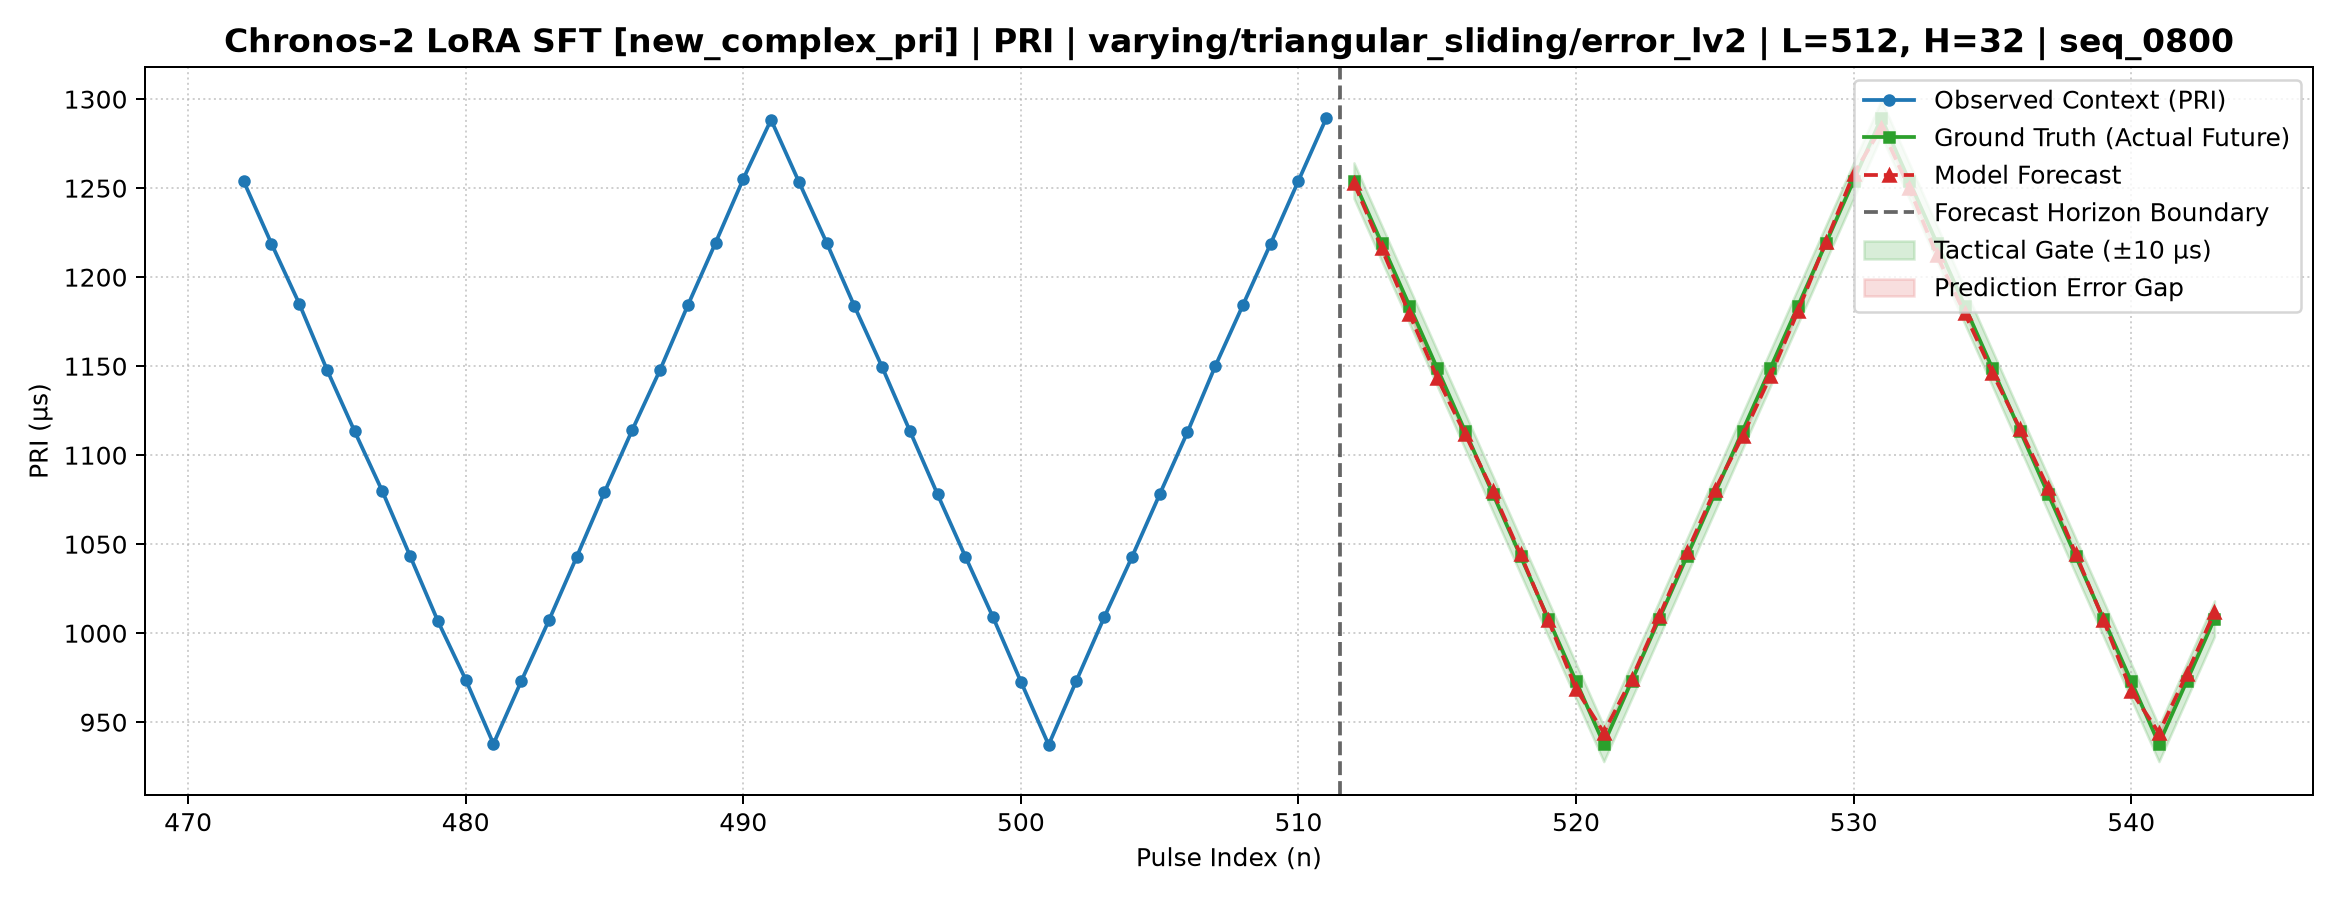 Chronos-2 LoRA SFT [new_complex_pri] | PRI | varying/triangular_sliding/error_lv2 | L=512, H=32 | seq_0800
1300
1250
1200
1150
1100
1050
1000
950
PRI (µs)
Observed Context (PRI)
Ground Truth (Actual Future)
Model Forecast
Forecast Horizon Boundary
Tactical Gate (±10 µs)
Prediction Error Gap
470 480 490 500 510 520 530 540
Pulse Index (n)